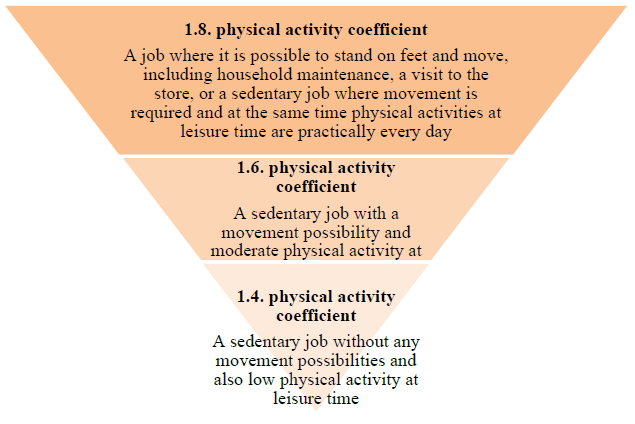 1.8. physical activity coefficient
A job where it is possible to stand on feet and move,
including household maintenance, a visit to the
store, or a sedentary job where movement is
required and at the same time physical activities at
leisure time are practically every day
1.6. physical activity
coefficient
A sedentary job with a
movement possibility and
moderate physical activity at
1.4. physical activity
coefficient
A sedentary job without any
movement possibilities and
also low physical activity at
leisure time